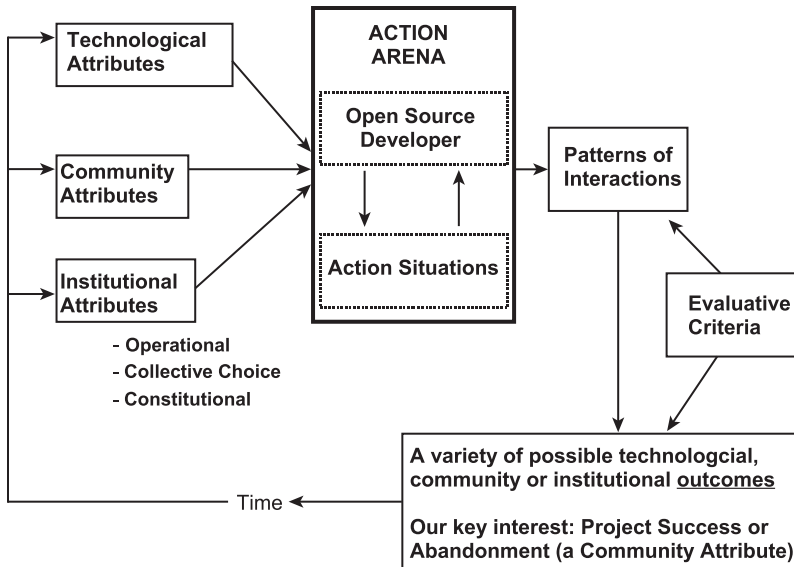 Technological
Attributes
Community
Attributes
Institutional
Attributes
- Operational
- Collective Choice
- Constitutional
ACTION
ARENA
Open Source
Developer
Action Situations
Patterns of
Interactions
Evaluative
Criteria
A variety of possible technologcial,
community or institutional outcomes
Our key interest: Project Success or
Abandonment (a Community Attribute)
Time